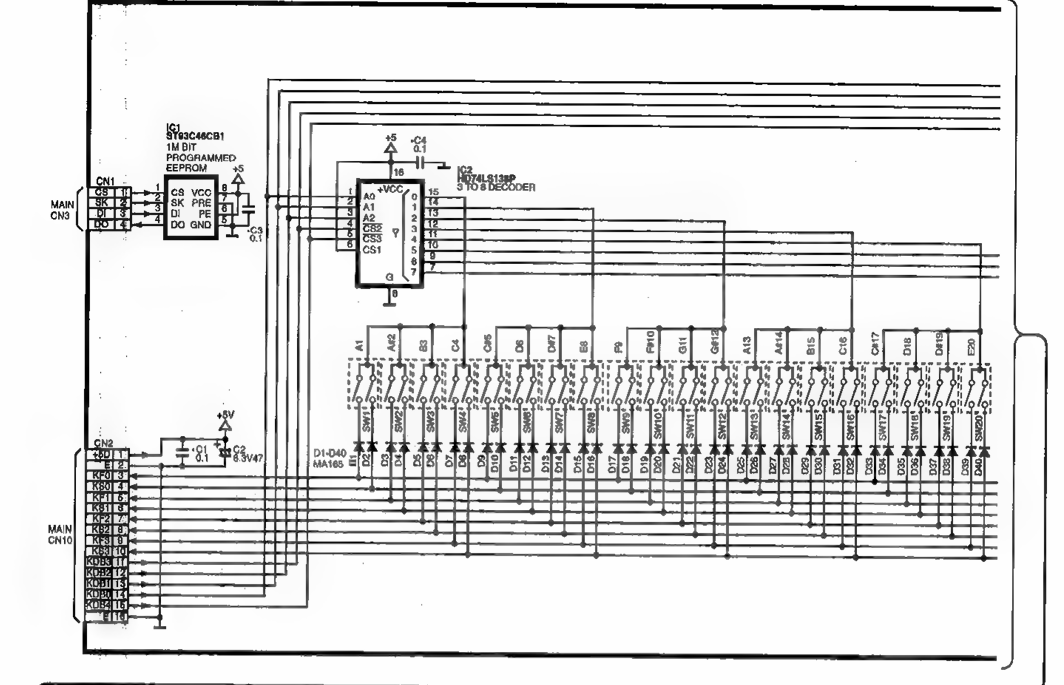 IC1
ST93C46CB1
1M BIT
PROGRAMMED
EEPROM
+5
CN1
MAIN
CN3
CS 1
SK 2
DI 3
DO 4
1 CS VCC 8
2 SK PRE 7
3 DI PE 6
4 DO GND 5
C3
0.1
+5
C4
0.1
16
IC2
HD74LS138P
3 TO 8 DECODER
+VCC
1 A0 0 15
2 A1 1 14
3 A2 2 13
4 CS2 3 12
5 CS3 4 11
6 CS1 5 10
Y
6 9
7 7
G
8
A1 A#2 B3 C4 C#5 D6 D#7 E8 F9 F#10 G11 G#12 A13 A#14 B15 C16 C#17 D18 D#19 E20
SW1 SW2 SW3 SW4 SW5 SW6 SW7 SW8 SW9 SW10 SW11 SW12 SW13 SW14 SW15 SW16 SW17 SW18 SW19 SW20
D1-D40
MA165
D2 D3 D4 D5 D6 D7 D8 D9 D10 D11 D12 D13 D14 D15 D16 D17 D18 D19 D20 D21 D22 D23 D24 D25 D26 D27 D28 D29 D30 D31 D32 D33 D34 D35 D36 D37 D38 D39 D40
+5V
C1
0.1
C2
6.3V47
CN2
MAIN
CN10
+5D 1
E 2
KF0 3
KS0 4
KF1 5
KS1 6
KF2 7
KS2 8
KF3 9
KS3 10
KDB3 11
KDB2 12
KDB1 13
KDB0 14
KDB4 15
E 16